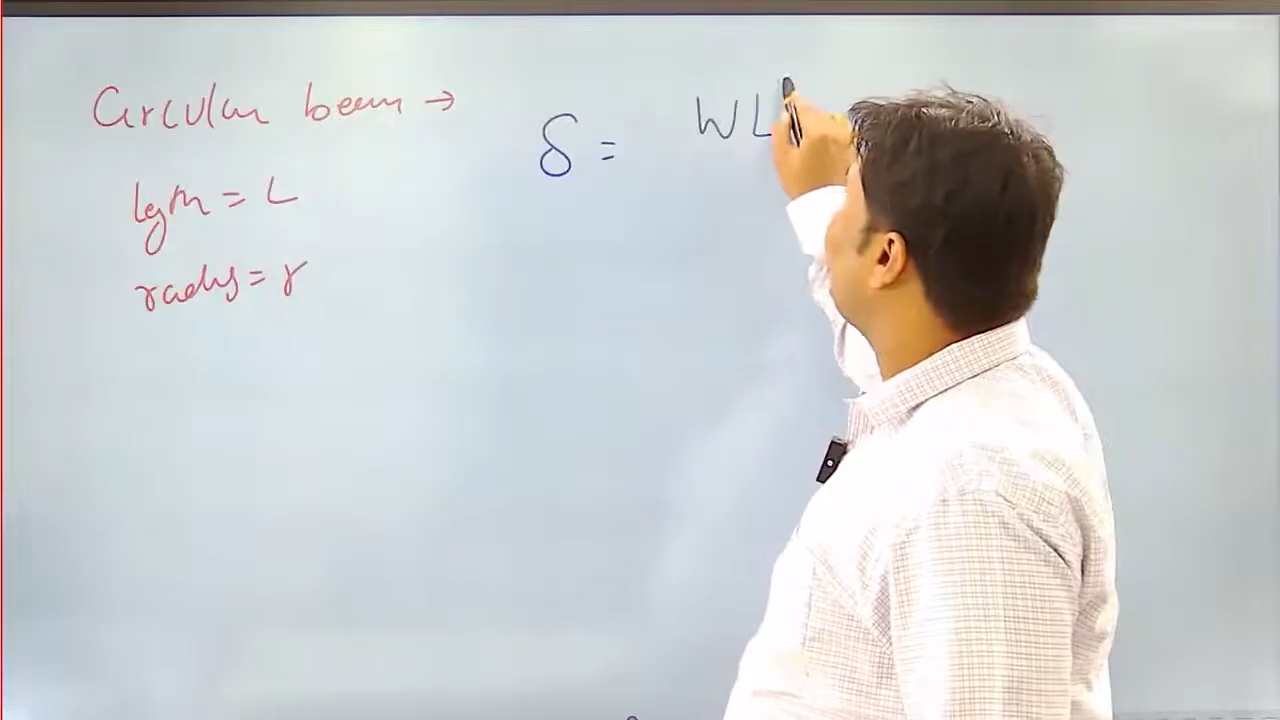 Circular beam →
δ = WL
lgth = L
radius = r